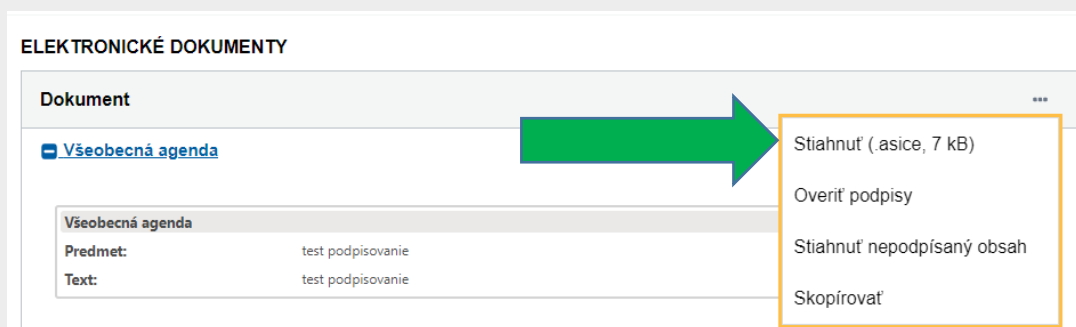 ELEKTRONICKÉ DOKUMENTY
Dokument
Všeobecná agenda
Stiahnuť (.asice, 7 kB)
Overiť podpisy
Stiahnuť nepodpísaný obsah
Skopírovať
Všeobecná agenda
Predmet: test podpisovanie
Text: test podpisovanie